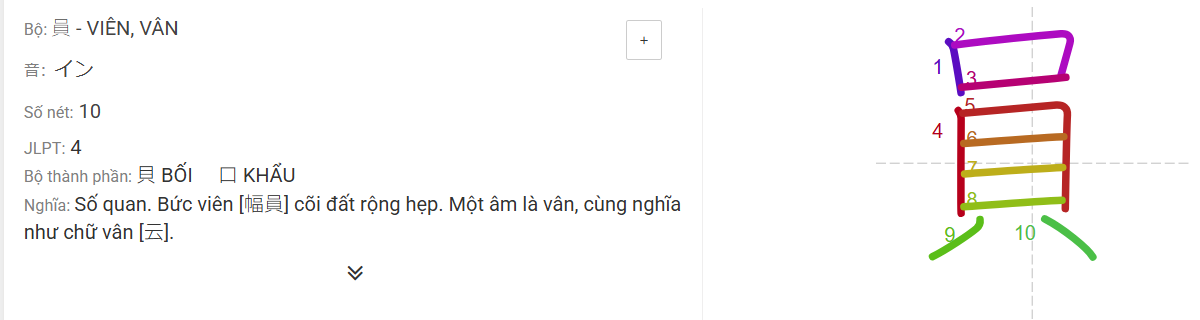 Bộ: 員 - VIÊN, VÂN
+
音: イン
Số nét: 10
JLPT: 4
Bộ thành phần: 貝 BỐI 口 KHẨU
Nghĩa: Số quan. Bức viên [幅員] cõi đất rộng hẹp. Một âm là vân, cùng nghĩa
như chữ vân [云].
2
1
3
5
4
6
7
8
9
10
員